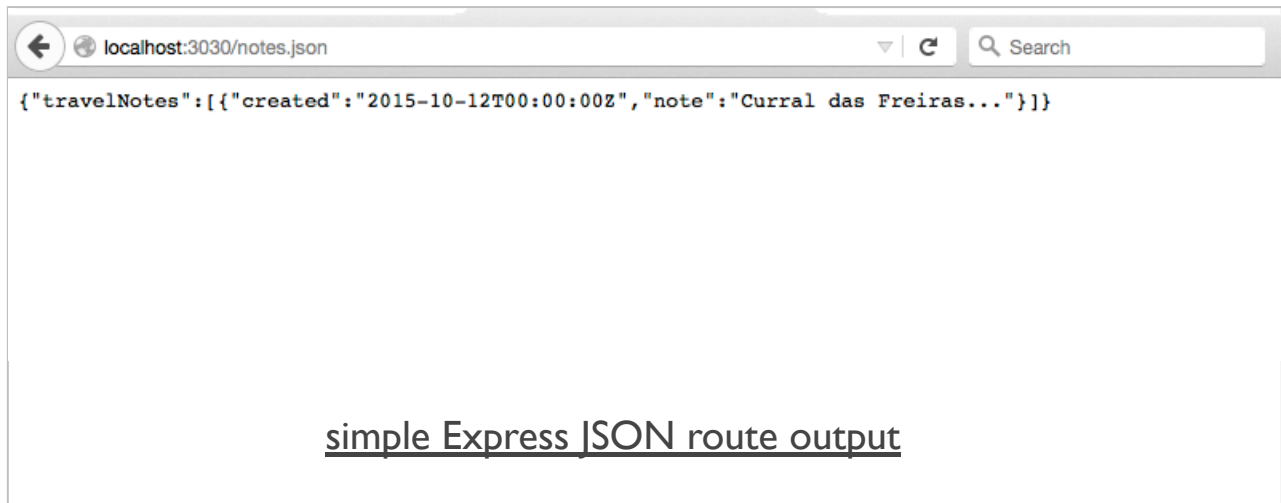 localhost:3030/notes.json
Search
{"travelNotes":[{"created":"2015-10-12T00:00:00Z","note":"Curral das Freiras..."}]}
simple Express JSON route output